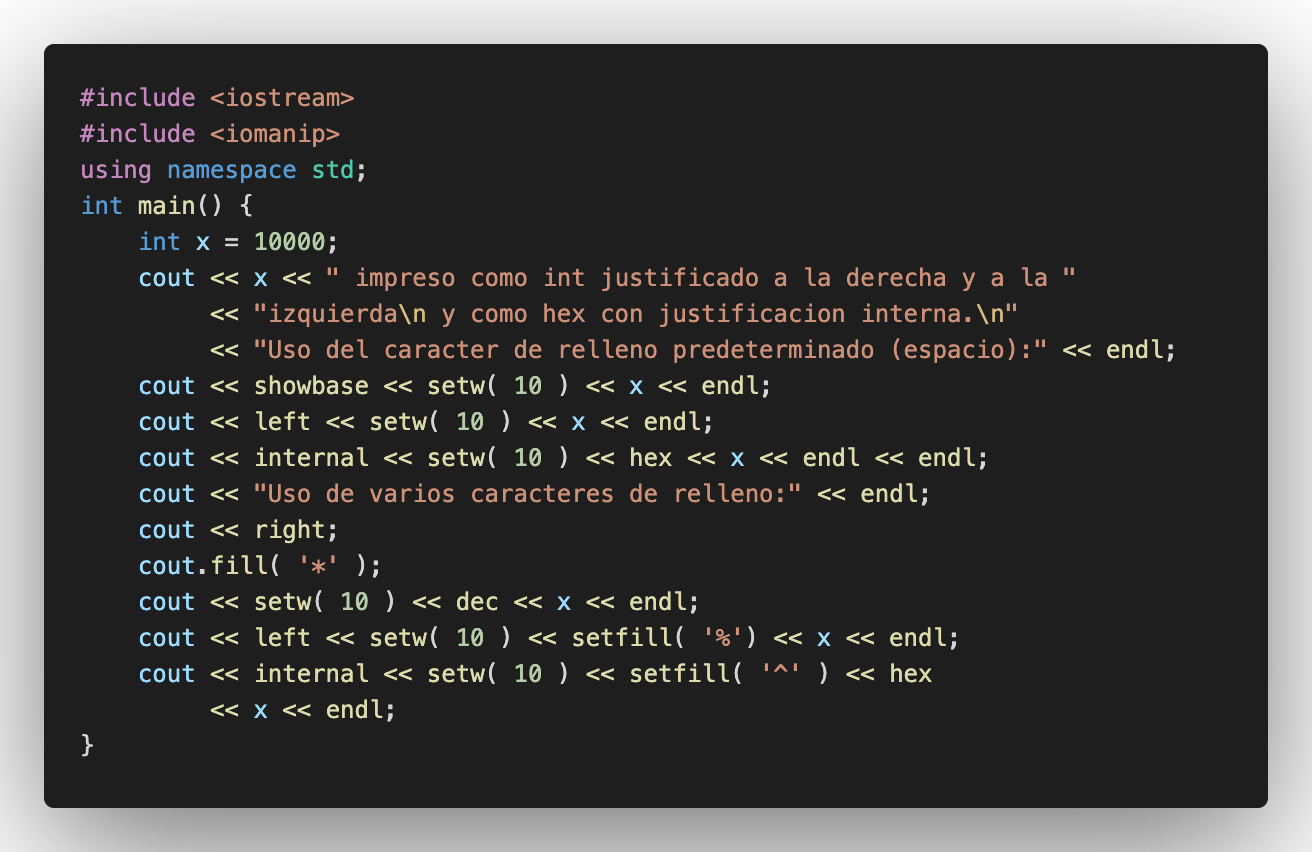 #include <iostream>
#include <iomanip>
using namespace std;
int main() {
    int x = 10000;
    cout << x << " impreso como int justificado a la derecha y a la "
         << "izquierda\n y como hex con justificacion interna.\n"
         << "Uso del caracter de relleno predeterminado (espacio):" << endl;
    cout << showbase << setw( 10 ) << x << endl;
    cout << left << setw( 10 ) << x << endl;
    cout << internal << setw( 10 ) << hex << x << endl << endl;
    cout << "Uso de varios caracteres de relleno:" << endl;
    cout << right;
    cout.fill( '*' );
    cout << setw( 10 ) << dec << x << endl;
    cout << left << setw( 10 ) << setfill( '%') << x << endl;
    cout << internal << setw( 10 ) << setfill( '^' ) << hex
         << x << endl;
}